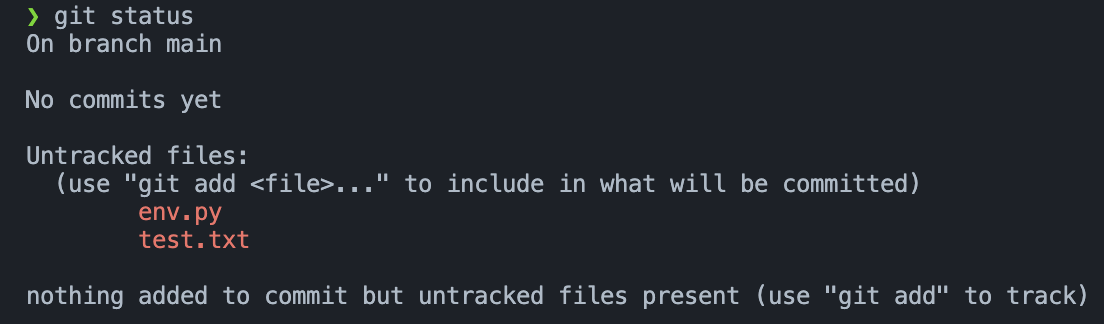 ❯ git status
On branch main

No commits yet

Untracked files:
  (use "git add <file>..." to include in what will be committed)
        env.py
        test.txt

nothing added to commit but untracked files present (use "git add" to track)